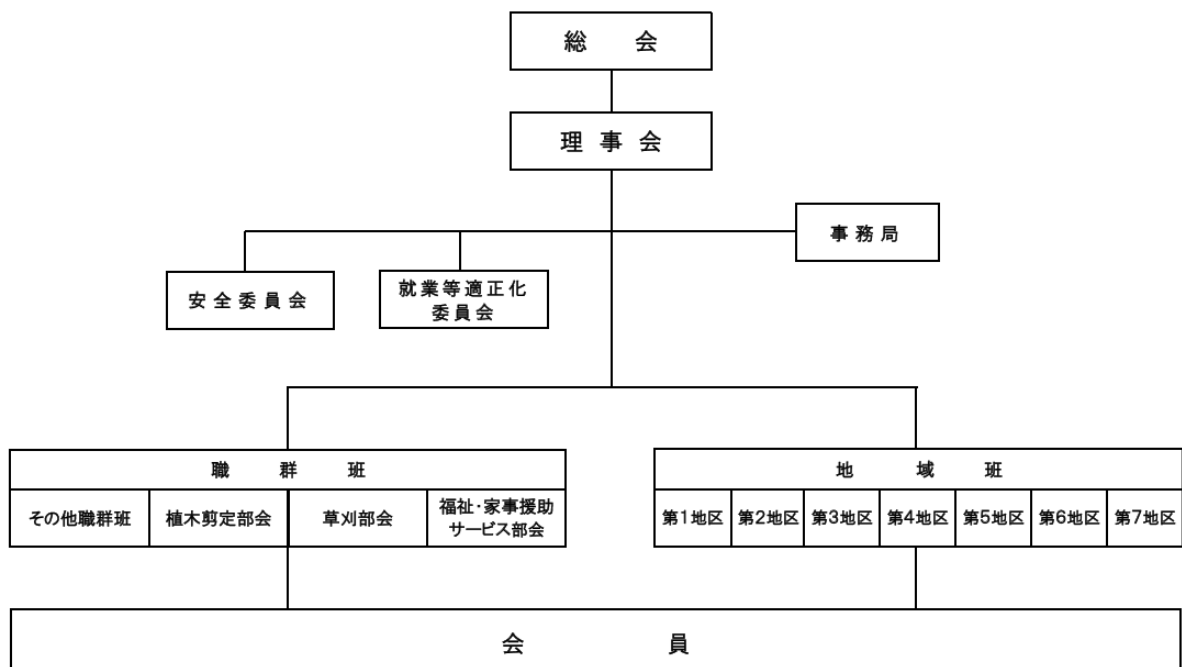 総会
理事会
事務局
安全委員会
就業等適正化
委員会
職群班
地域班
その他職群班
植木剪定部会
草刈部会
福祉・家事援助
サービス部会
第1地区
第2地区
第3地区
第4地区
第5地区
第6地区
第7地区
会員